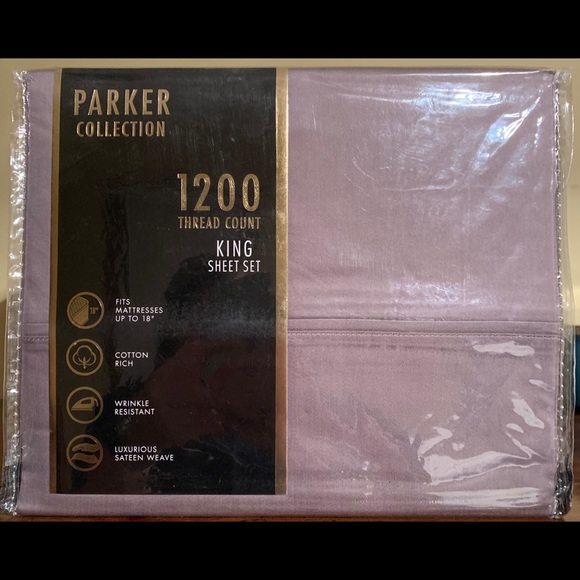 PARKER
COLLECTION
1200
THREAD COUNT
KING
SHEET SET
18"
FITS
MATTRESSES
UP TO 18"
COTTON
RICH
WRINKLE
RESISTANT
LUXURIOUS
SATEEN WEAVE